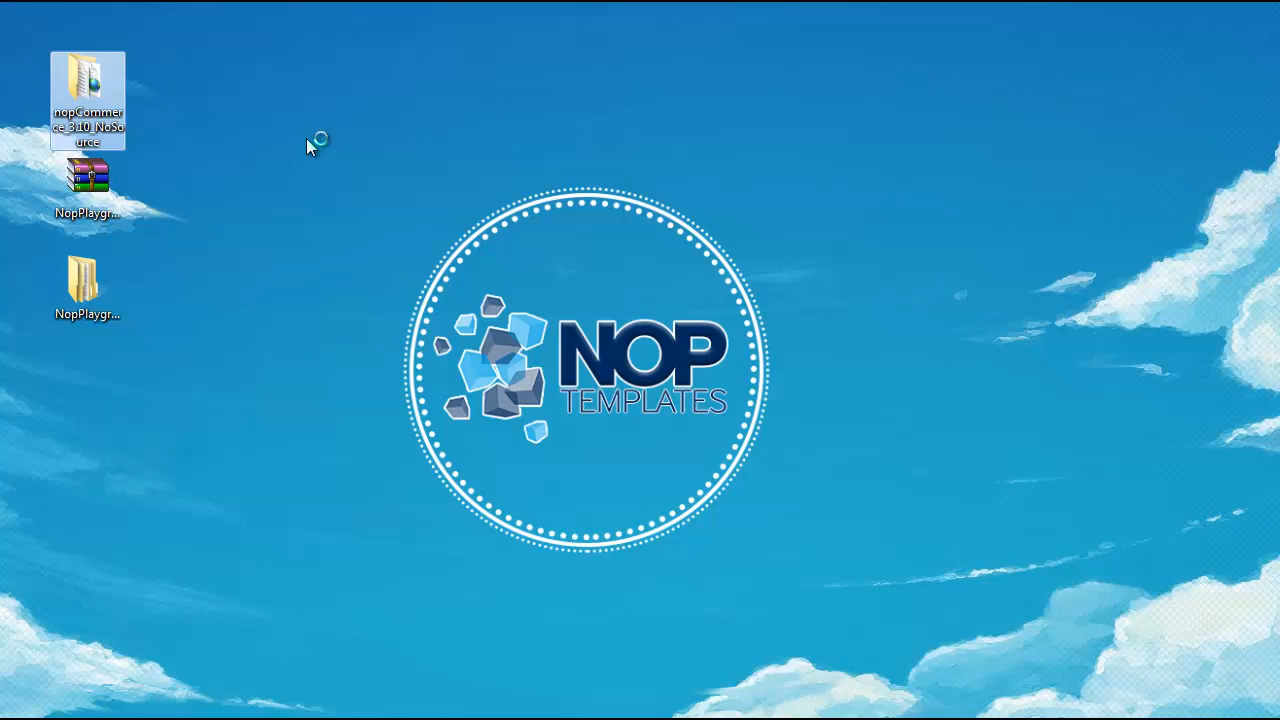 nopCommer
ce_3.10_NoSo
urce
NopPlaygr...
NopPlaygr...
NOP
TEMPLATES